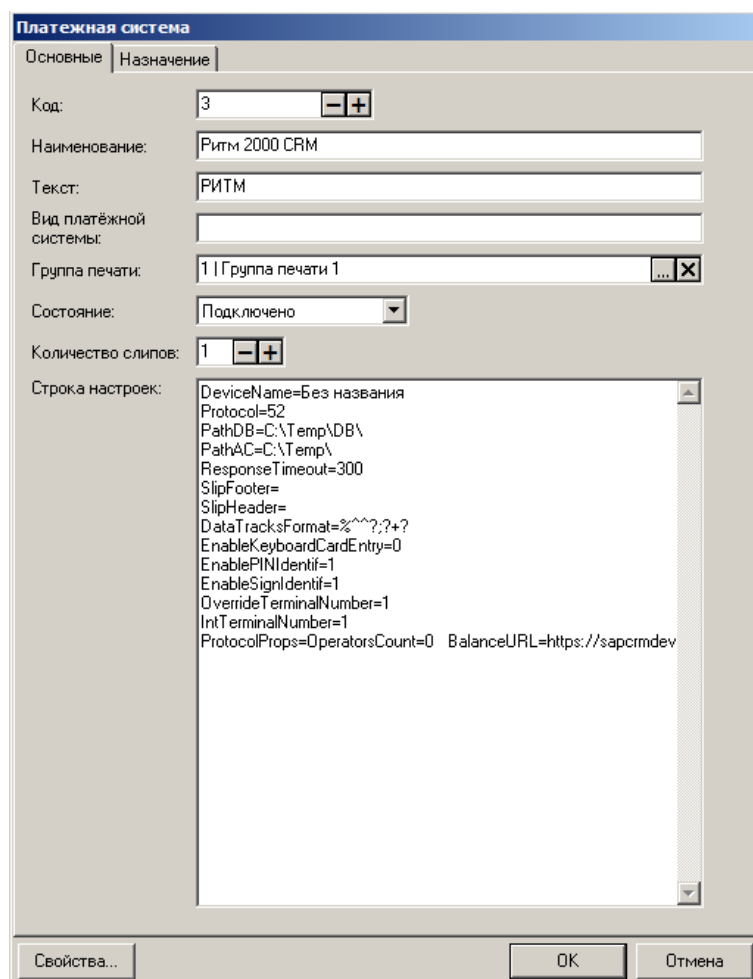 Платежная система
Основные Назначение
Код: 3
Наименование: Ритм 2000 CRM
Текст: РИТМ
Вид платёжной
системы:
Группа печати: 1 | Группа печати 1 ...
Состояние: Подключено
Количество слипов: 1
Строка настроек: DeviceName=Без названия
Protocol=52
PathDB=C:\Temp\DB\
PathAC=C:\Temp\
ResponseTimeout=300
SlipFooter=
SlipHeader=
DataTracksFormat=%^^?;?+?
EnableKeyboardCardEntry=0
EnablePINIdentif=1
EnableSignIdentif=1
OverrideTerminalNumber=1
IntTerminalNumber=1
ProtocolProps=OperatorsCount=0 BalanceURL=https://sapcrmdev
Свойства... OK Отмена